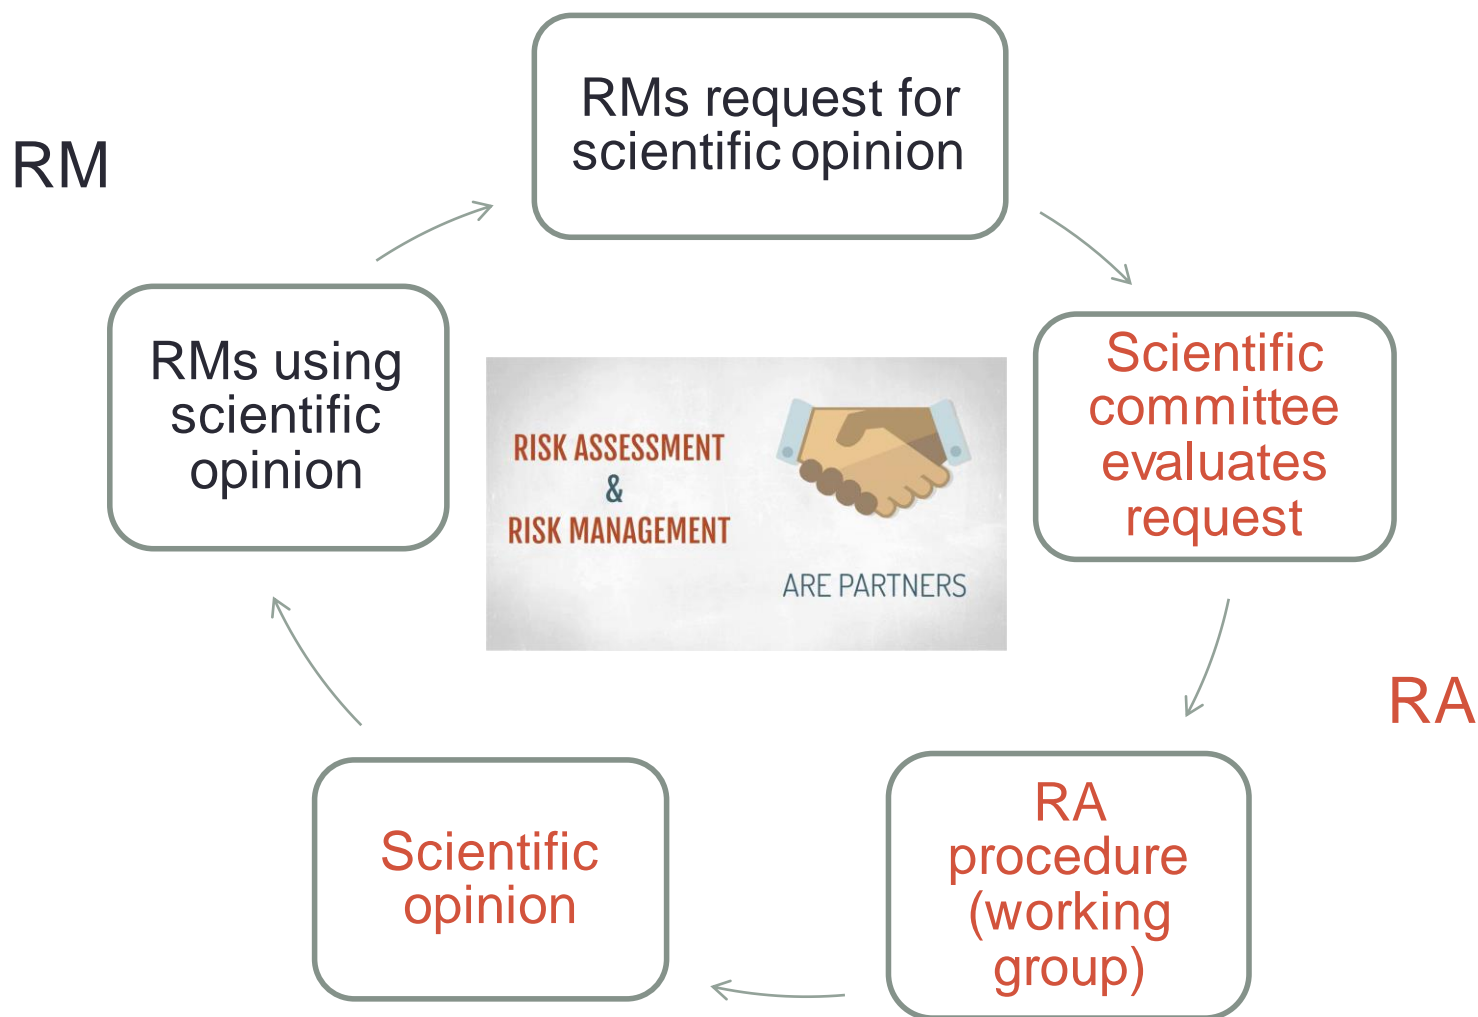 RMs request for
scientific opinion
RM
Scientific
committee
evaluates
request
RMs using
scientific
opinion
RISK ASSESSMENT
&
RISK MANAGEMENT
ARE PARTNERS
RA
RA
procedure
(working
group)
Scientific
opinion